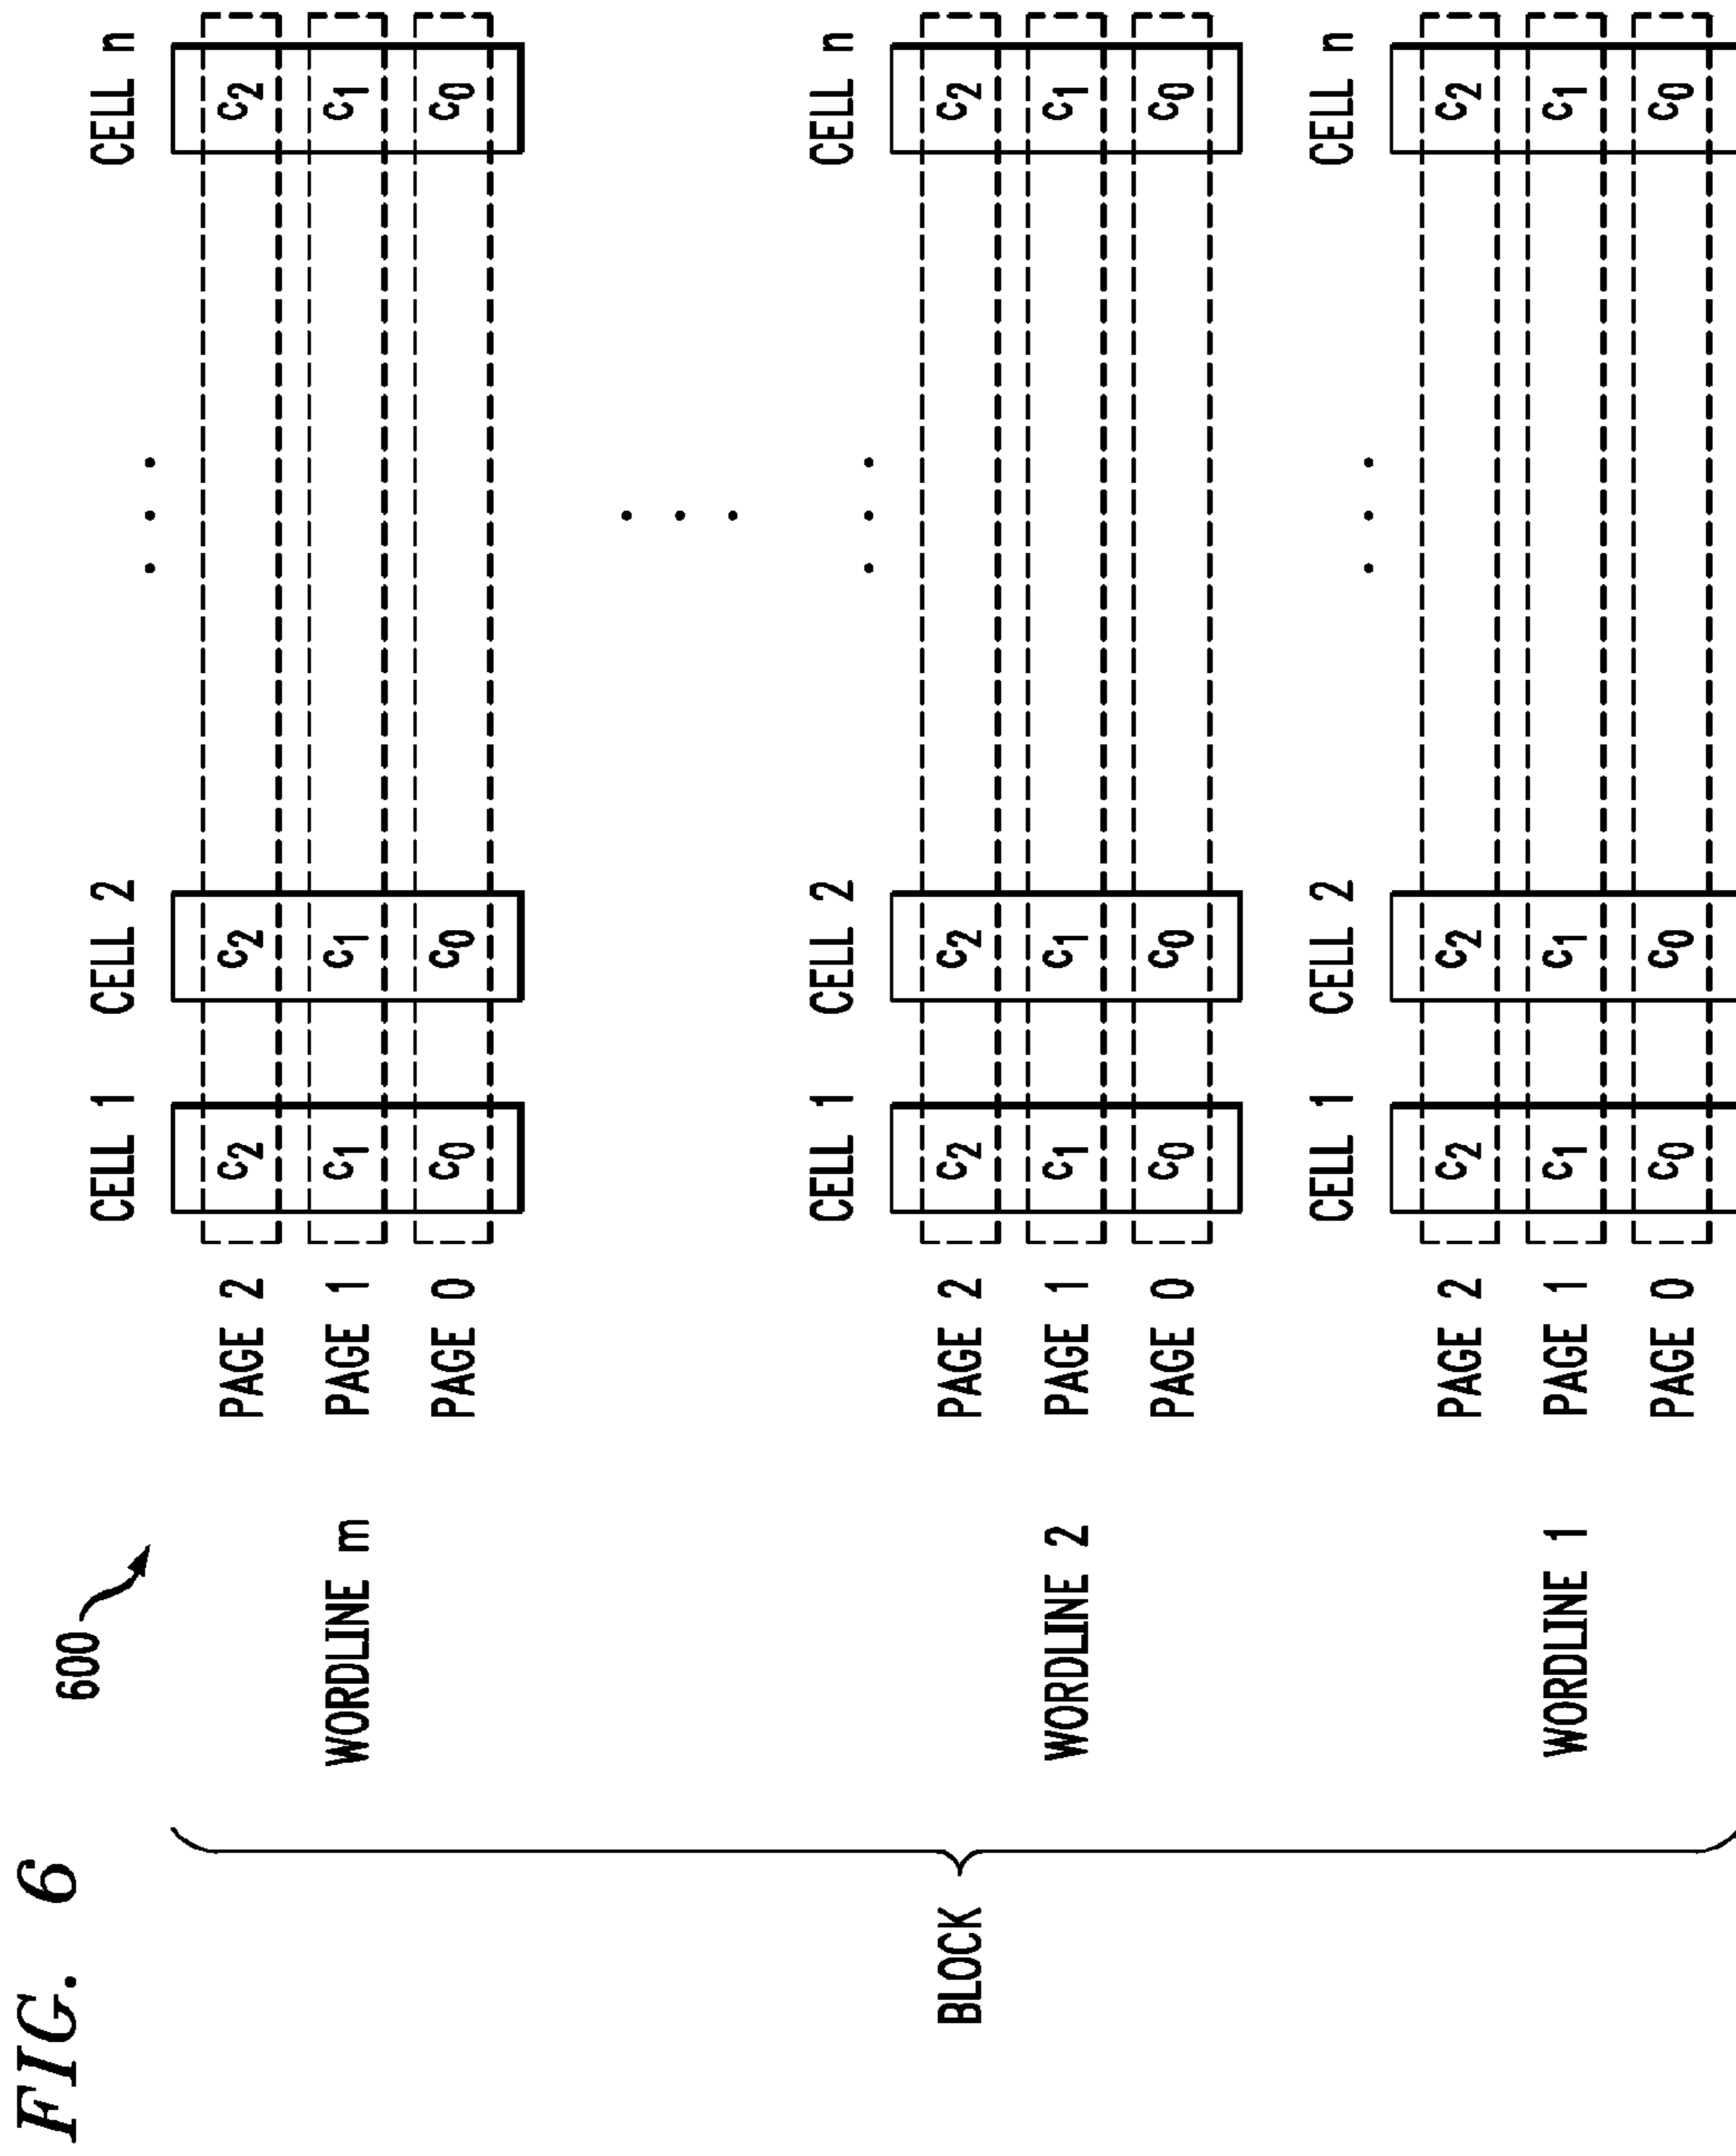 FIG. 6
600
CELL 1 CELL 2 CELL n
PAGE 2 c2 c2 c2
WORDLINE m PAGE 1 c1 c1 c1
PAGE 0 c0 c0 c0
CELL 1 CELL 2 CELL n
BLOCK PAGE 2 c2 c2 c2
WORDLINE 2 PAGE 1 c1 c1 c1
PAGE 0 c0 c0 c0
CELL 1 CELL 2 CELL n
PAGE 2 c2 c2 c2
WORDLINE 1 PAGE 1 c1 c1 c1
PAGE 0 c0 c0 c0